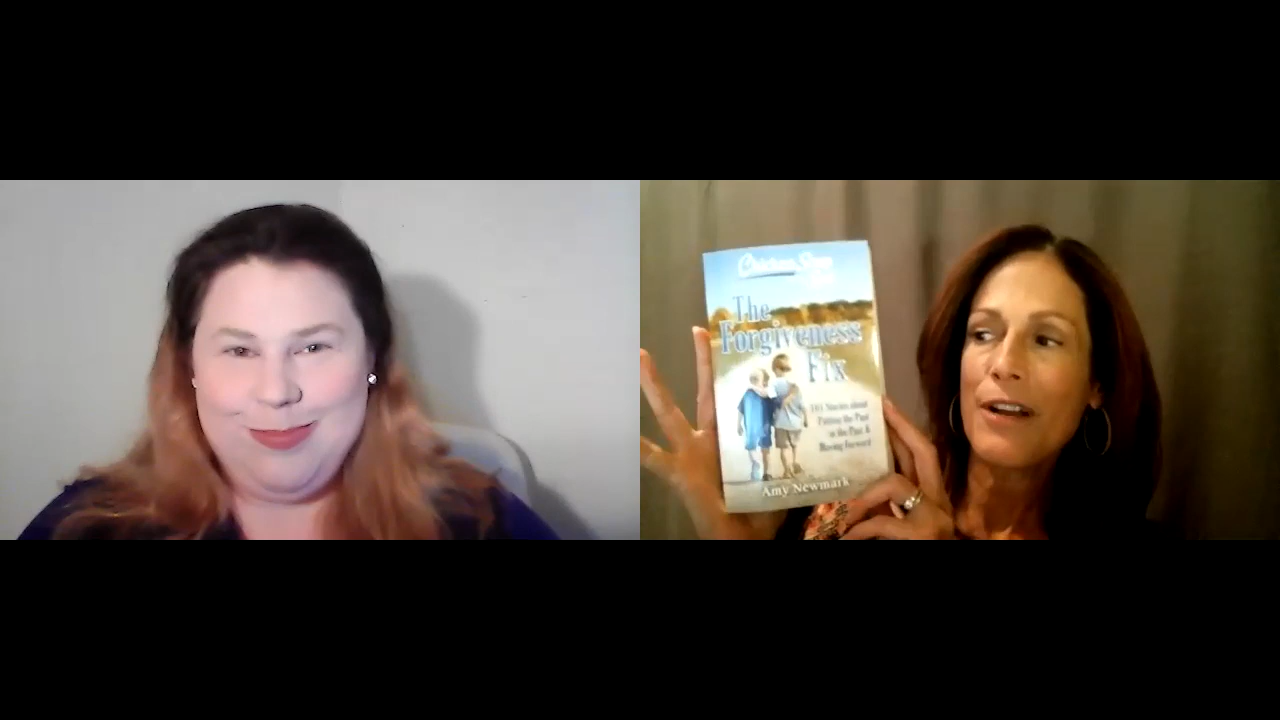 Chicken Soup
The
Forgiveness
Fix
101 Stories about
Putting the Past
in the Past &
Moving Forward
Amy Newmark